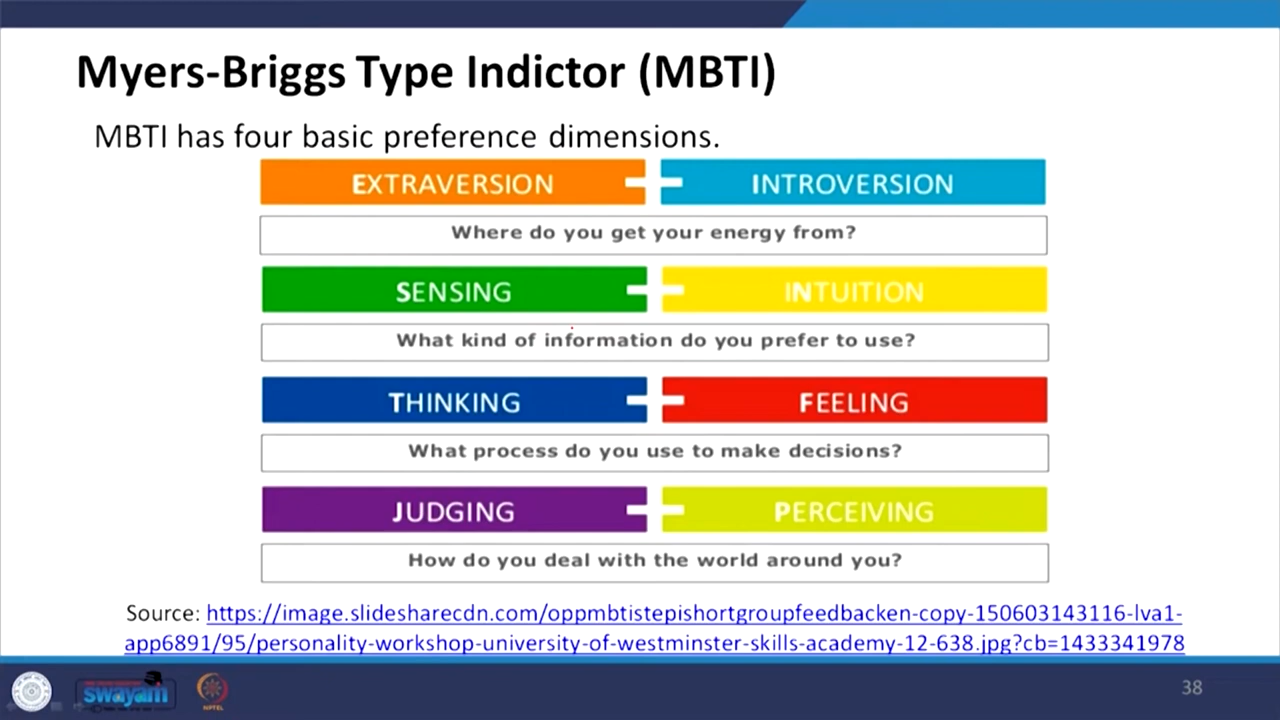 Myers-Briggs Type Indictor (MBTI)
MBTI has four basic preference dimensions.
EXTRAVERSION INTROVERSION
Where do you get your energy from?
SENSING INTUITION
What kind of information do you prefer to use?
THINKING FEELING
What process do you use to make decisions?
JUDGING PERCEIVING
How do you deal with the world around you?
Source: https://image.slidesharecdn.com/oppmbtistepishortgroupfeedbacken-copy-150603143116-lva1-
app6891/95/personality-workshop-university-of-westminster-skills-academy-12-638.jpg?cb=1433341978
swayam NPTEL 38